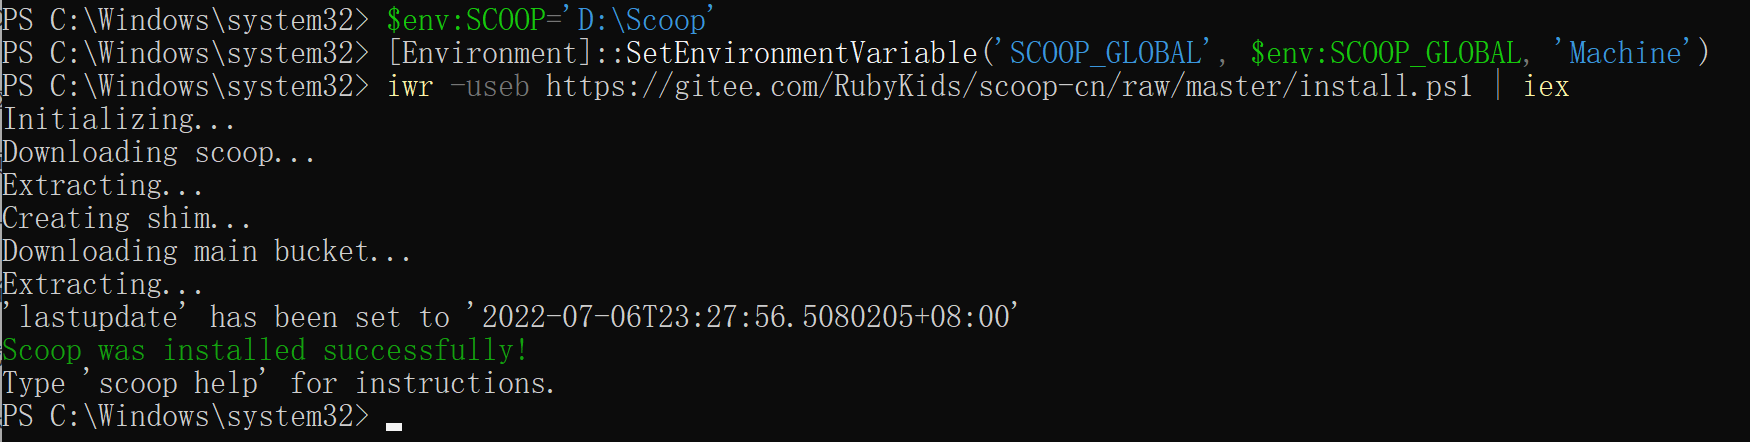 PS C:\Windows\system32> $env:SCOOP='D:\Scoop'
PS C:\Windows\system32> [Environment]::SetEnvironmentVariable('SCOOP_GLOBAL', $env:SCOOP_GLOBAL, 'Machine')
PS C:\Windows\system32> iwr -useb https://gitee.com/RubyKids/scoop-cn/raw/master/install.ps1 | iex
Initializing...
Downloading scoop...
Extracting...
Creating shim...
Downloading main bucket...
Extracting...
'lastupdate' has been set to '2022-07-06T23:27:56.5080205+08:00'
Scoop was installed successfully!
Type 'scoop help' for instructions.
PS C:\Windows\system32>